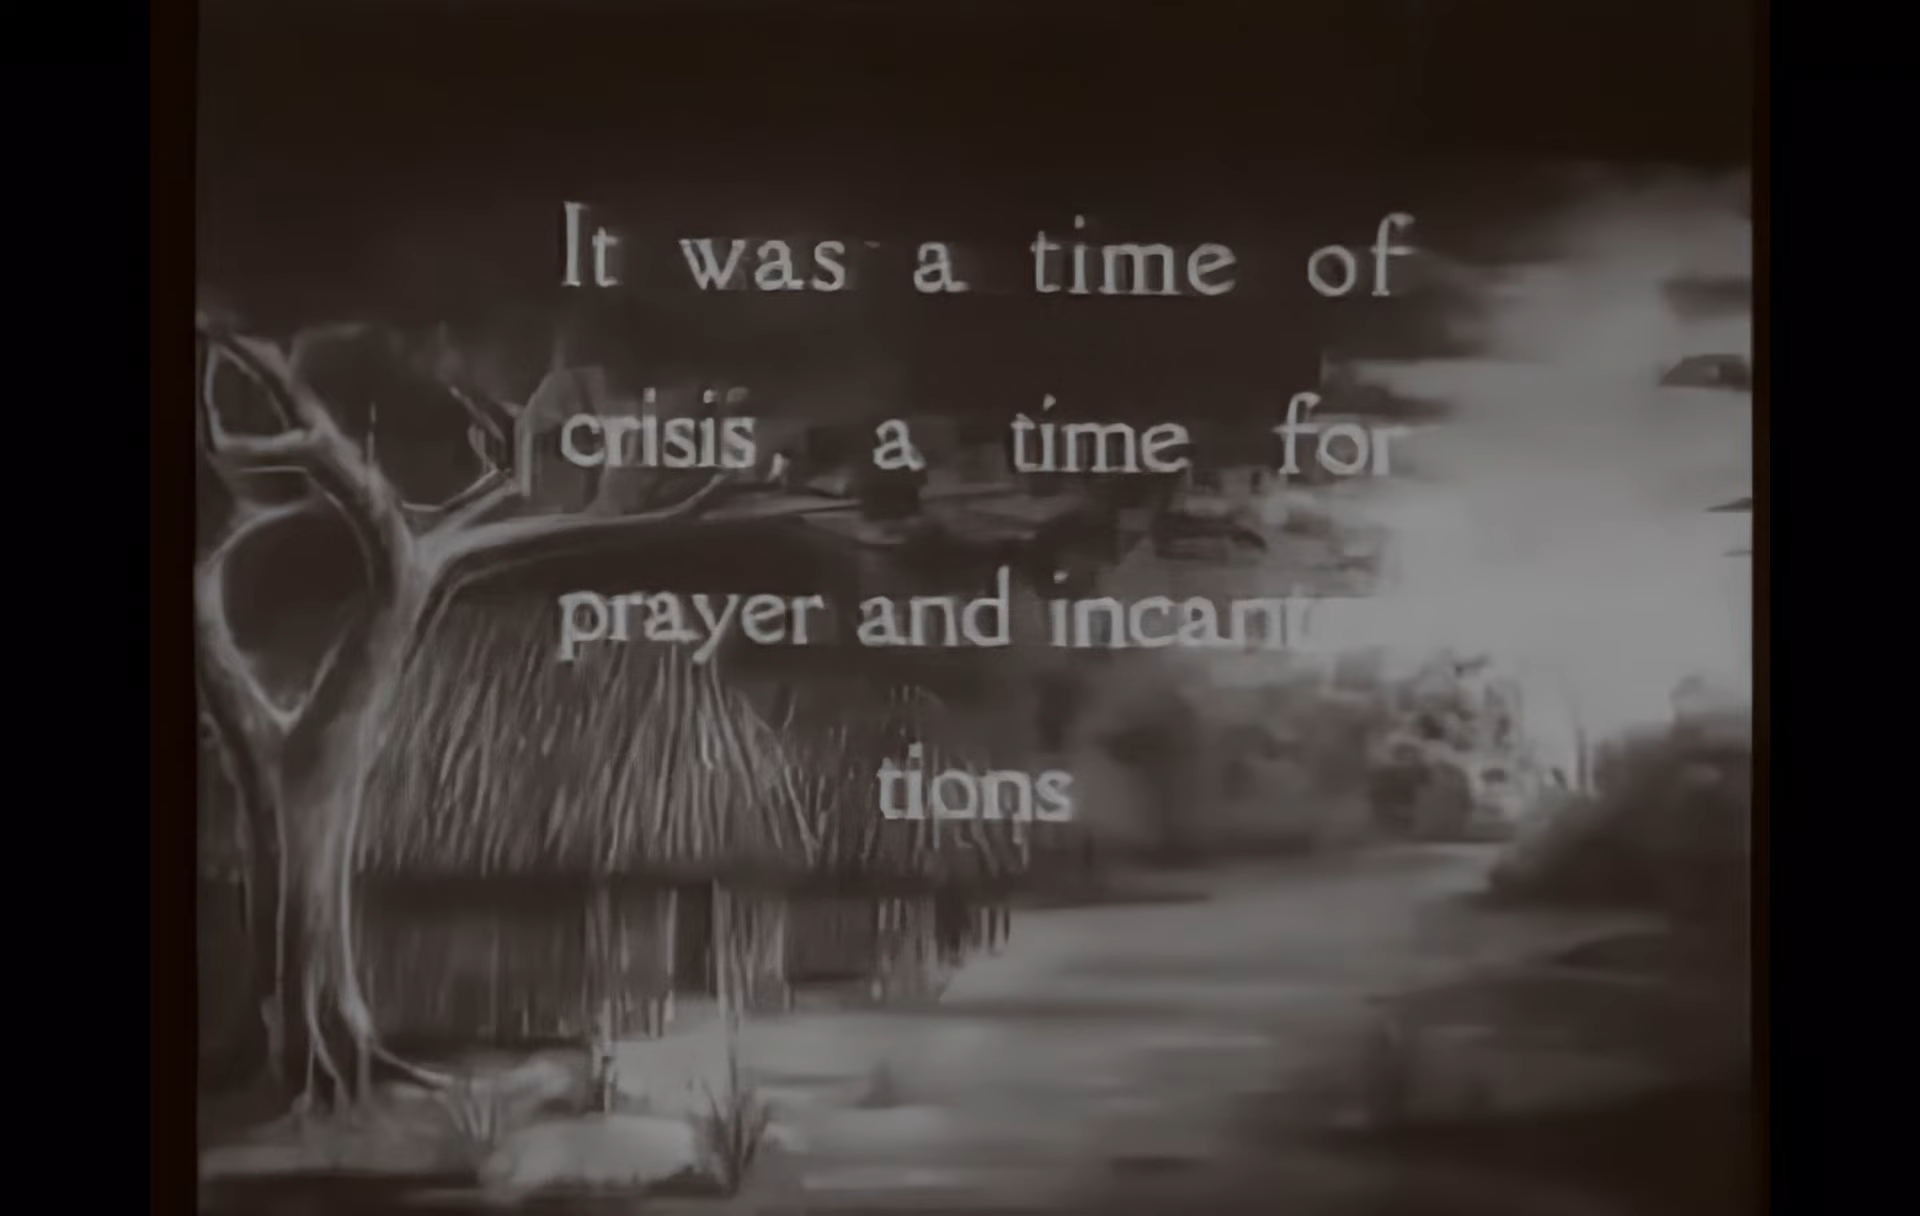 It was a time of
crisis, a time for
prayer and incant
tions